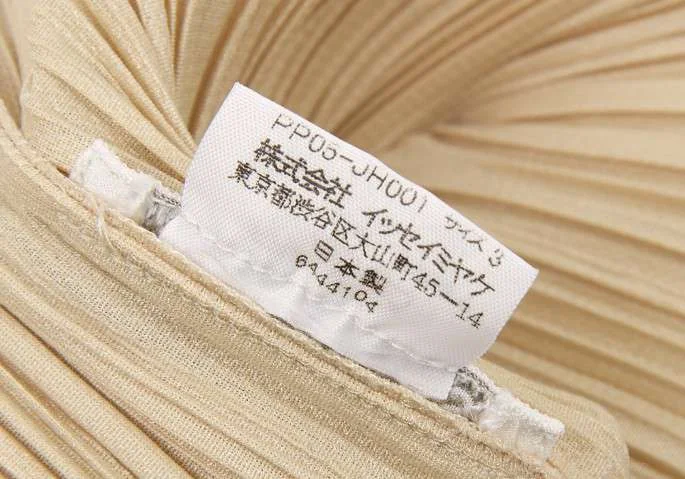 PP05-JH001 サイズ 3
株式会社 イッセイミヤケ
東京都渋谷区大山町45-14
日本製
6444104